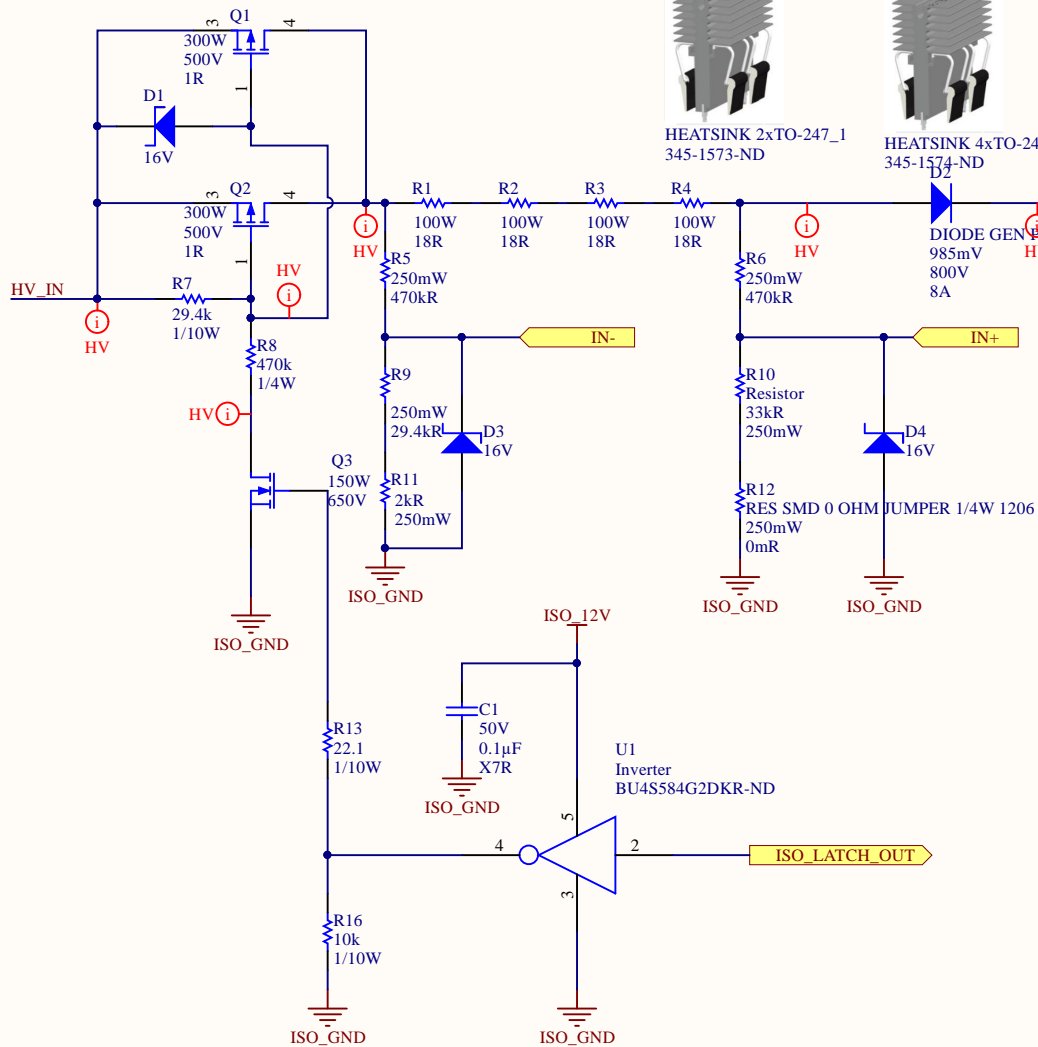 Q1
3
4
300W
500V
1R
1
D1
16V
HEATSINK 2xTO-247_1
345-1573-ND
HEATSINK 4xTO-24
345-1574-ND
Q2
3
4
300W
500V
1R
1
R1
100W
18R
R2
100W
18R
R3
100W
18R
R4
100W
18R
i
HV
i
HV
D2
DIODE GEN P
985mV
800V
8A
i
H
HV_IN
i
HV
R7
29.4k
1/10W
HV
i
R5
250mW
470kR
R6
250mW
470kR
R8
470k
1/4W
HV i
IN-
IN+
R9
250mW
29.4kR
D3
16V
R10
Resistor
33kR
250mW
D4
16V
Q3
150W
650V
R11
2kR
250mW
R12
RES SMD 0 OHM JUMPER 1/4W 1206
250mW
0mR
ISO_GND
ISO_GND
ISO_GND
ISO_GND
ISO_12V
C1
50V
0.1µF
X7R
ISO_GND
R13
22.1
1/10W
U1
Inverter
BU4S584G2DKR-ND
5
4
2
3
ISO_LATCH_OUT
R16
10k
1/10W
ISO_GND
ISO_GND